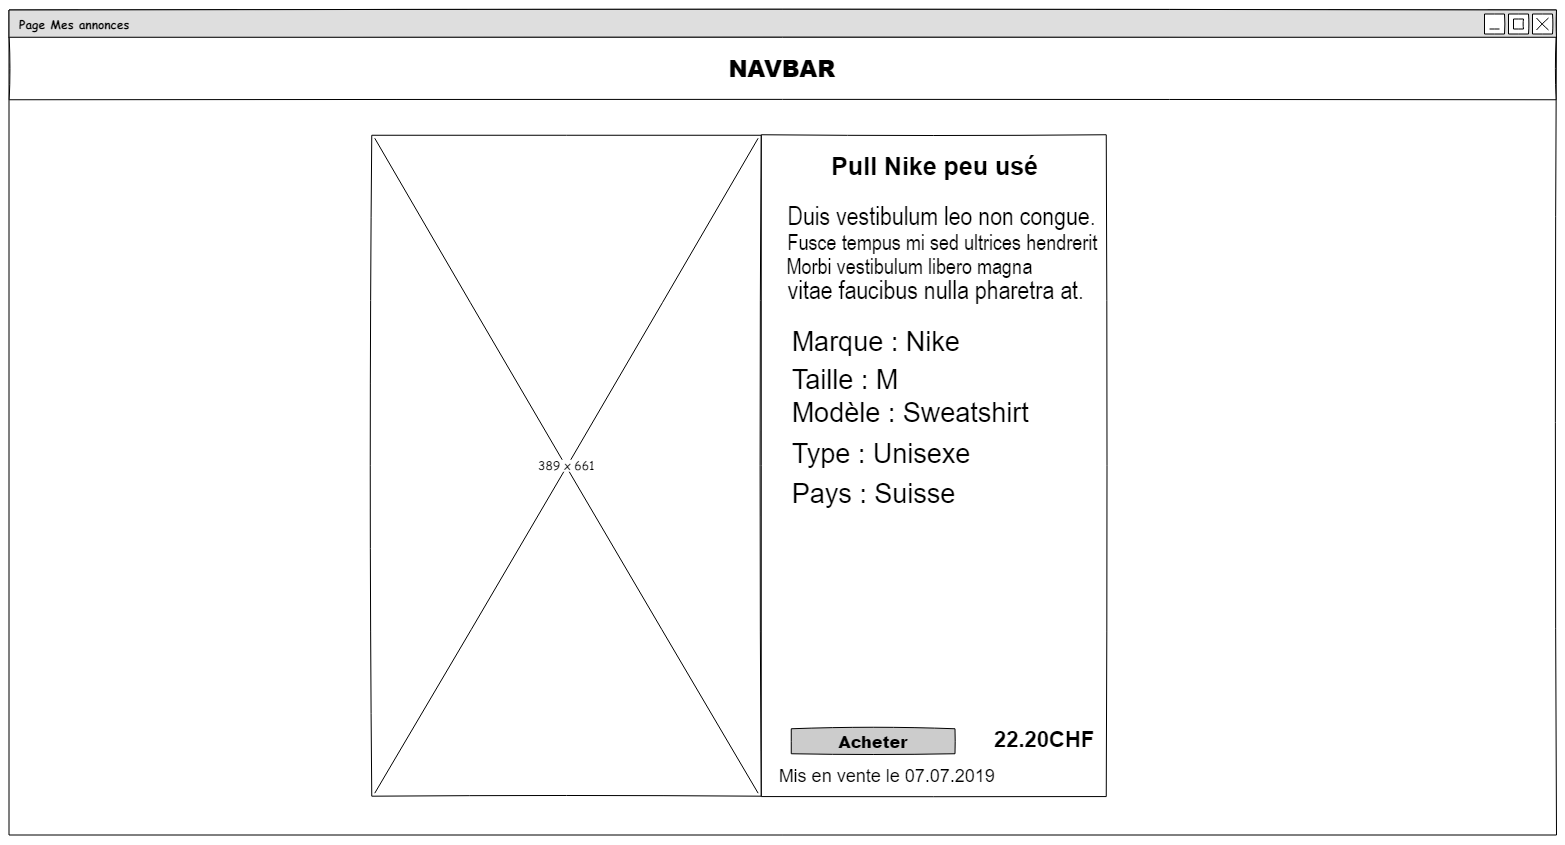 Page Mes annonces
NAVBAR
Pull Nike peu usé
Duis vestibulum leo non congue.
Fusce tempus mi sed ultrices hendrerit
Morbi vestibulum libero magna
vitae faucibus nulla pharetra at.
Marque : Nike
Taille : M
Modèle : Sweatshirt
Type : Unisexe
Pays : Suisse
389 x 661
Acheter
22.20CHF
Mis en vente le 07.07.2019